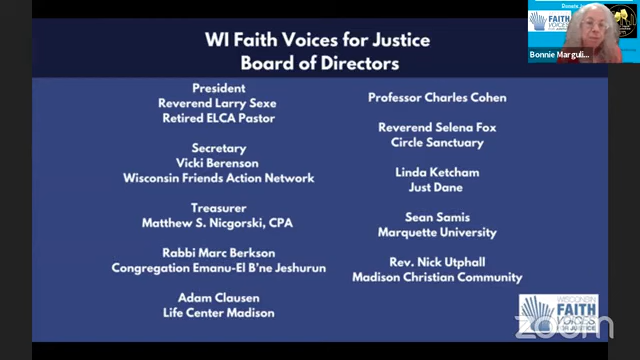 WI Faith Voices for Justice
Board of Directors
President
Reverend Larry Sexe
Retired ELCA Pastor
Secretary
Vicki Berenson
Wisconsin Friends Action Network
Treasurer
Matthew S. Nicgorski, CPA
Rabbi Marc Berkson
Congregation Emanu-El B'ne Jeshurun
Adam Clausen
Life Center Madison
Professor Charles Cohen
Reverend Selena Fox
Circle Sanctuary
Linda Ketcham
Just Dane
Sean Samis
Marquette University
Rev. Nick Utphall
Madison Christian Community
WISCONSIN
FAITH
VOICES
FOR JUSTICE
zoom
FAITH
Bonnie Marguli...